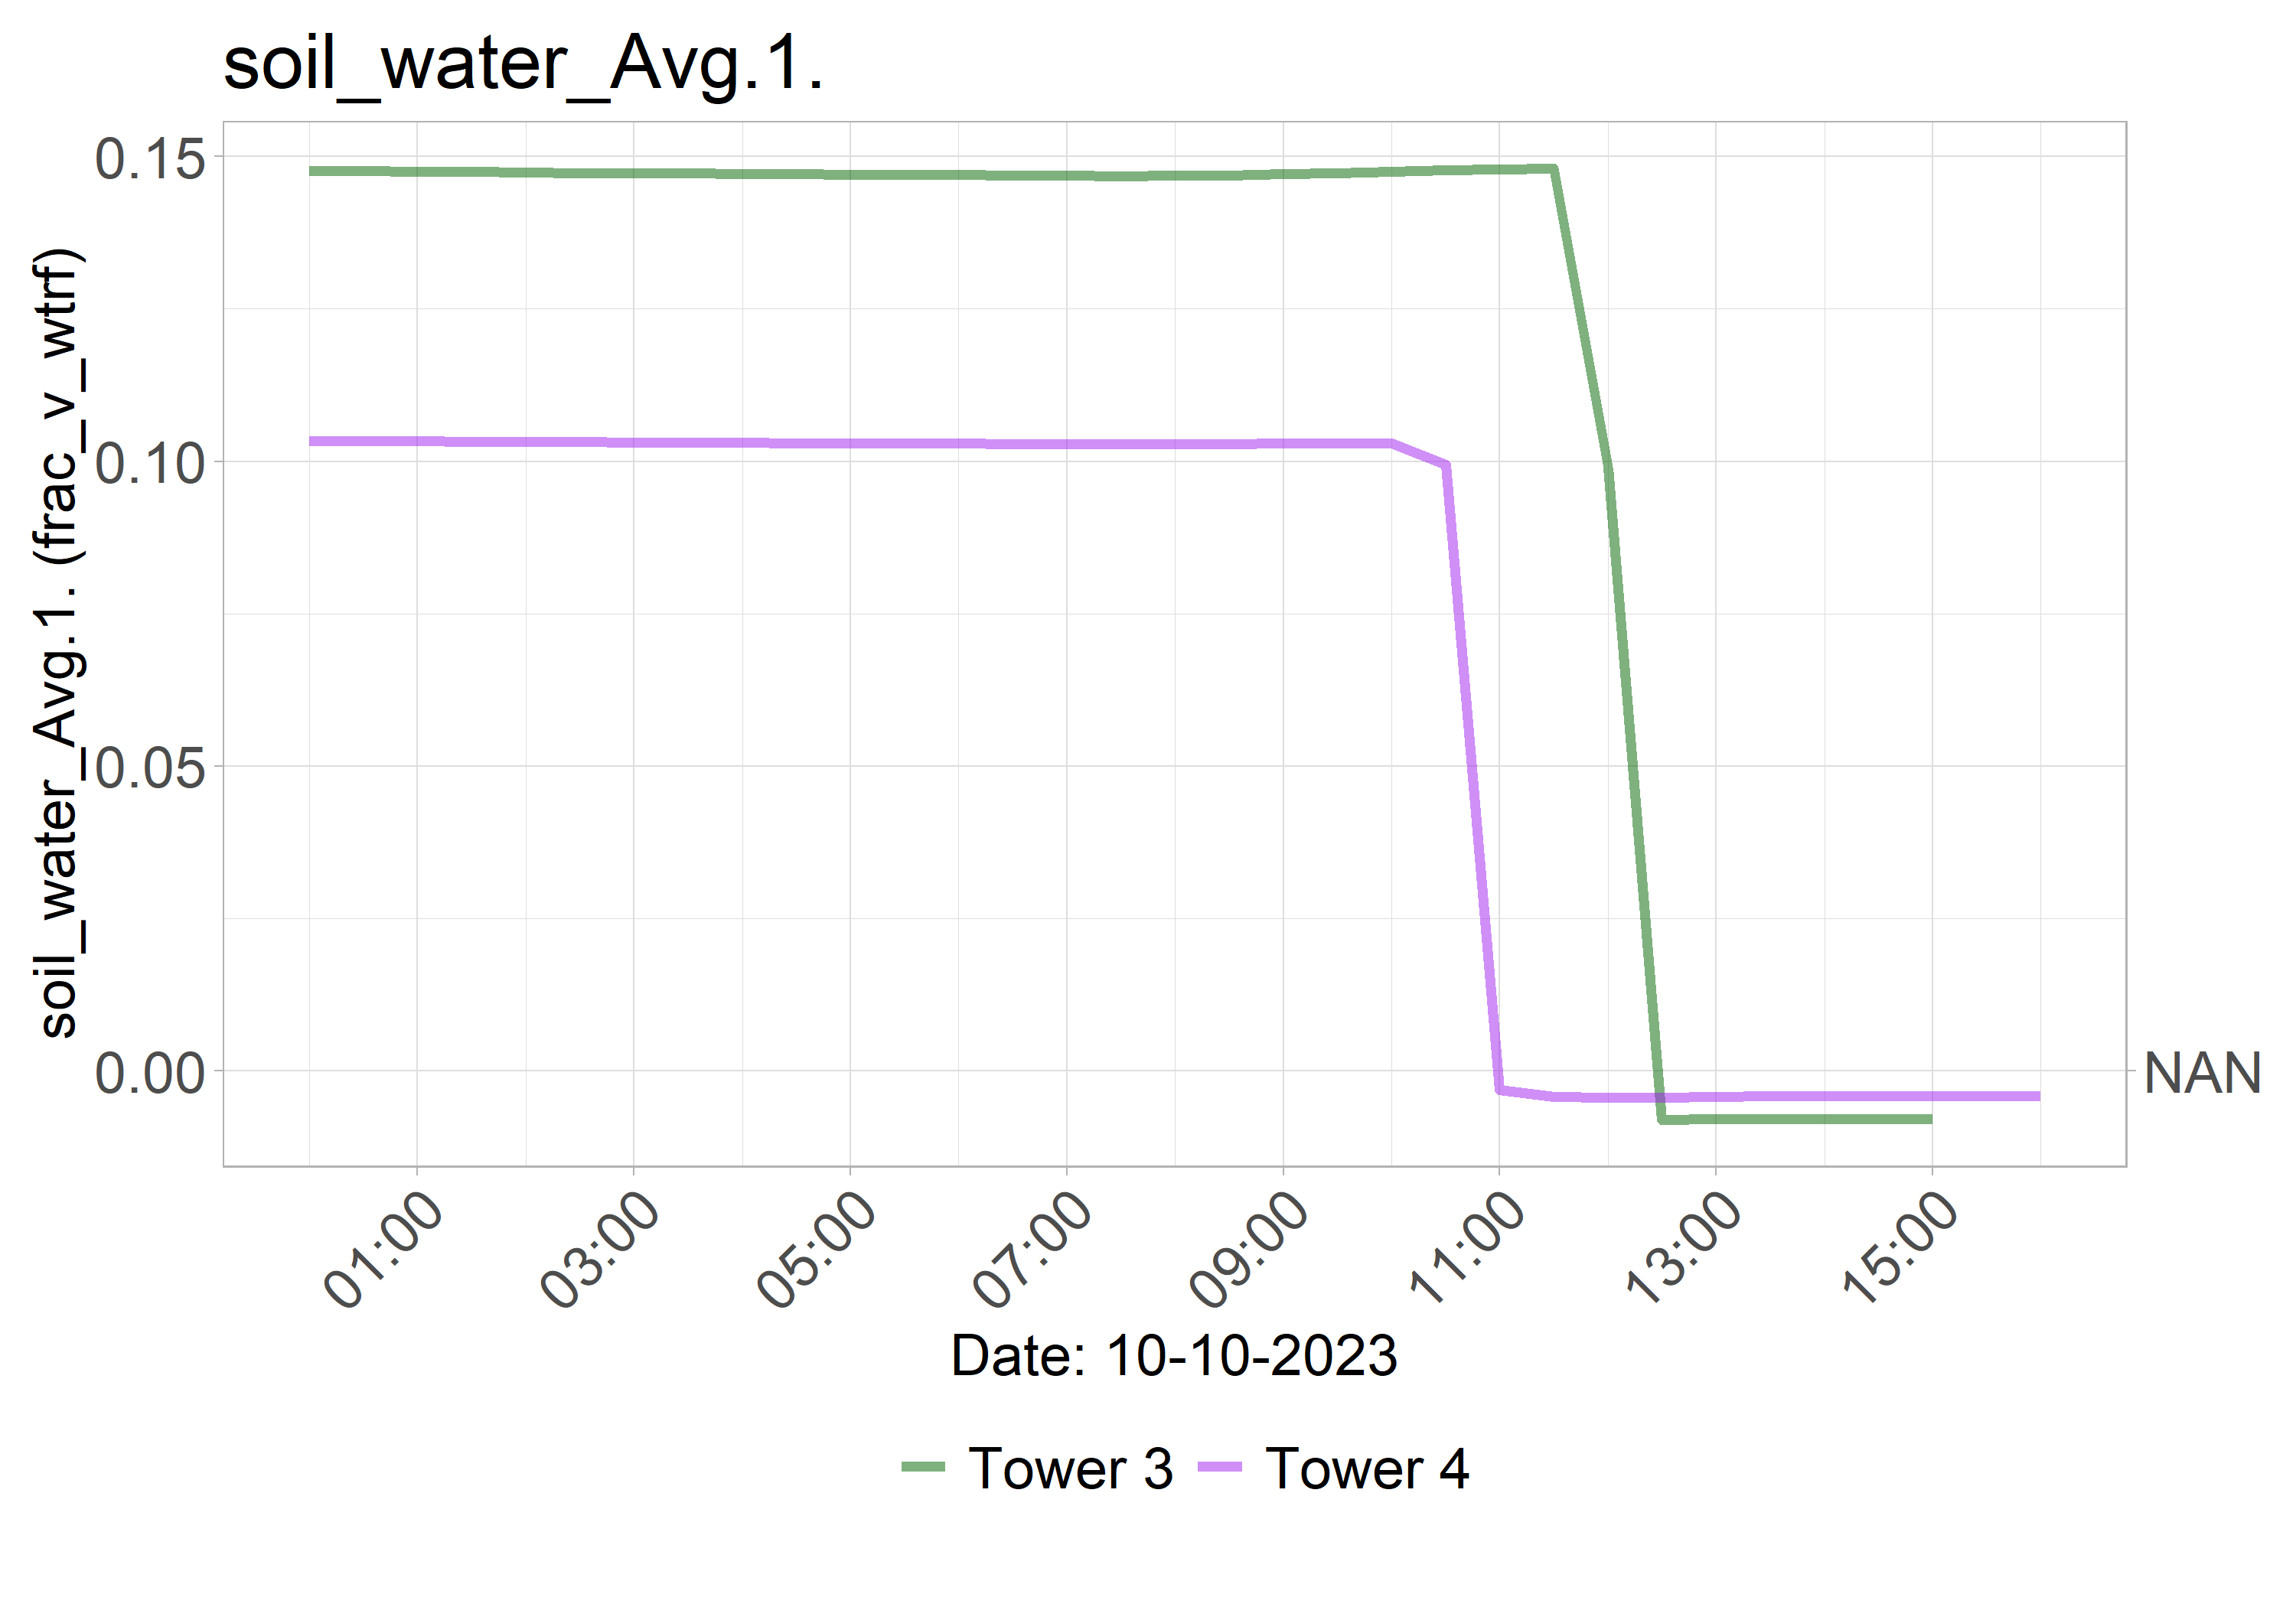 soil_water_Avg.1.
soil_water_Avg.1. (frac_v_wtrf)
0.15
0.10
0.05
0.00
NAN
01:00
03:00
05:00
07:00
09:00
11:00
13:00
15:00
Date: 10-10-2023
Tower 3
Tower 4